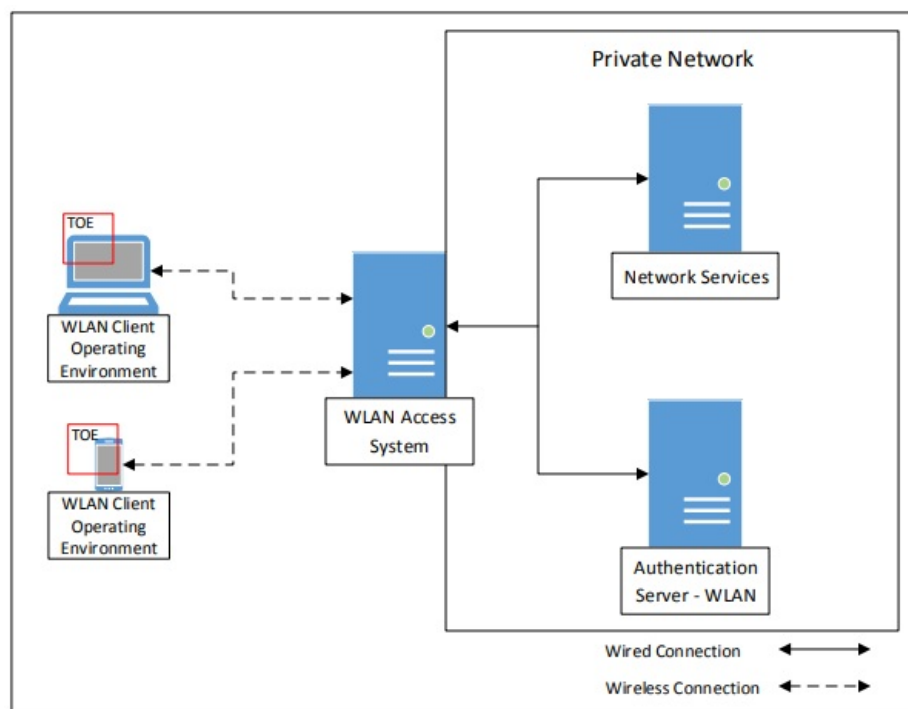 Private Network
TOE
WLAN Client
Operating
Environment
TOE
WLAN Client
Operating
Environment
WLAN Access
System
Network Services
Authentication
Server - WLAN
Wired Connection
Wireless Connection